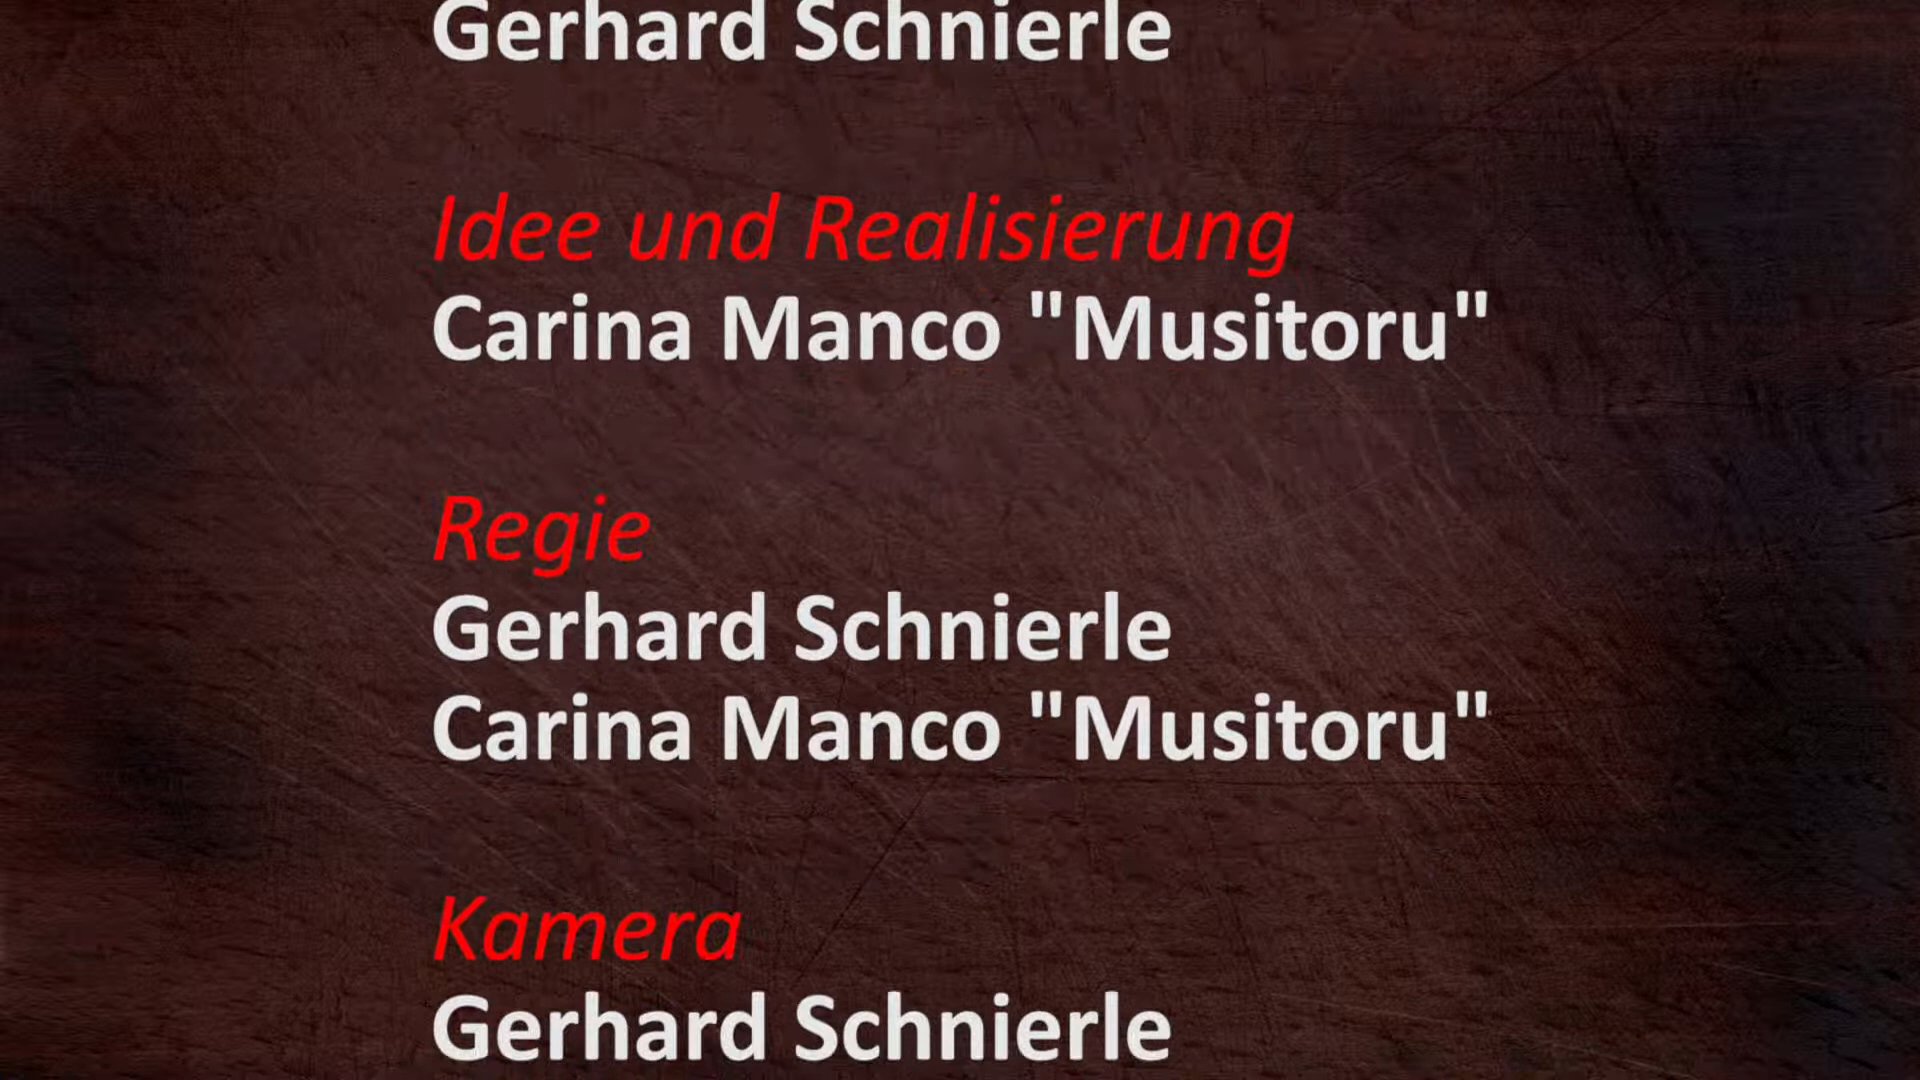 Gerhard Schnierle
Idee und Realisierung
Carina Manco "Musitoru"
Regie
Gerhard Schnierle
Carina Manco "Musitoru"
Kamera
Gerhard Schnierle